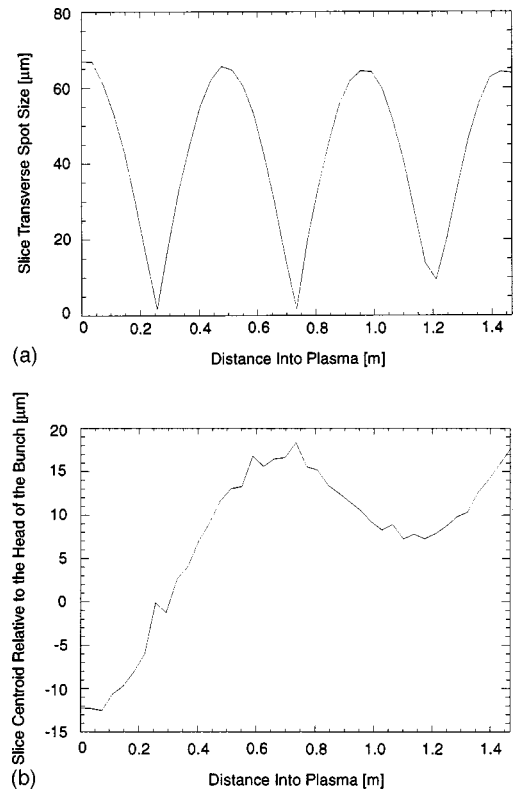 80
60
40
20
0
Slice Transverse Spot Size [μm]
0 0.2 0.4 0.6 0.8 1.0 1.2 1.4
(a)
Distance Into Plasma [m]
20
15
10
5
0
-5
-10
-15
Slice Centroid Relative to the Head of the Bunch [μm]
0 0.2 0.4 0.6 0.8 1.0 1.2 1.4
(b)
Distance Into Plasma [m]